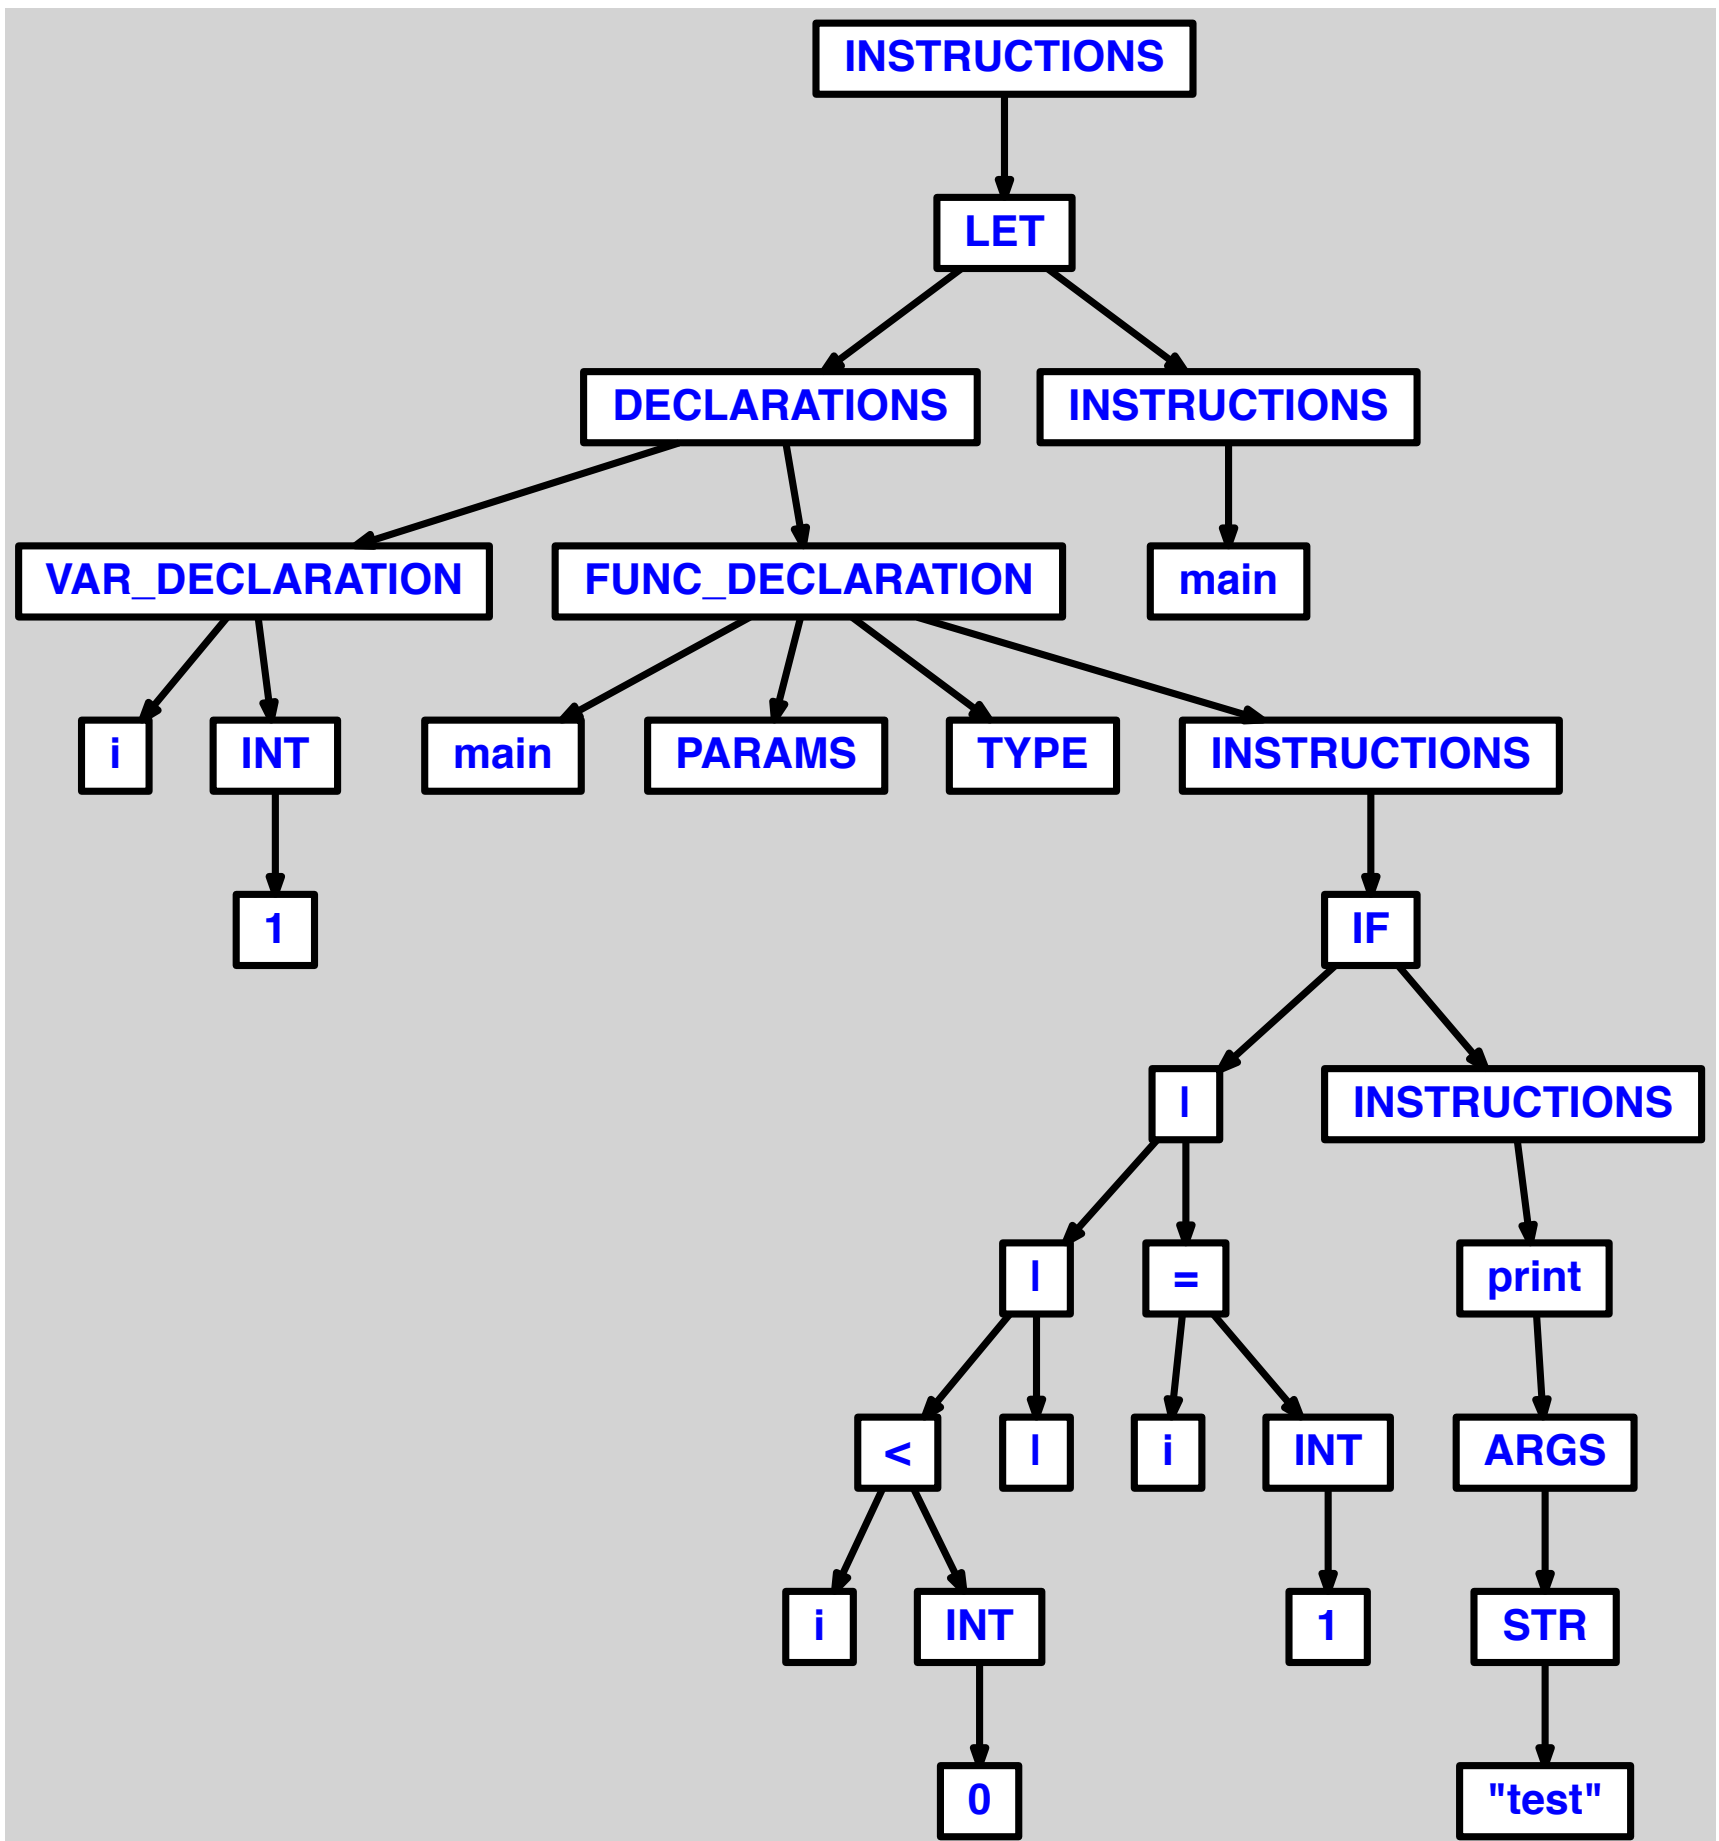 INSTRUCTIONS
LET
DECLARATIONS
INSTRUCTIONS
VAR_DECLARATION
FUNC_DECLARATION
main
i
INT
main
PARAMS
TYPE
INSTRUCTIONS
1
IF
|
INSTRUCTIONS
|
=
print
<
|
i
INT
ARGS
i
INT
1
STR
0
"test"